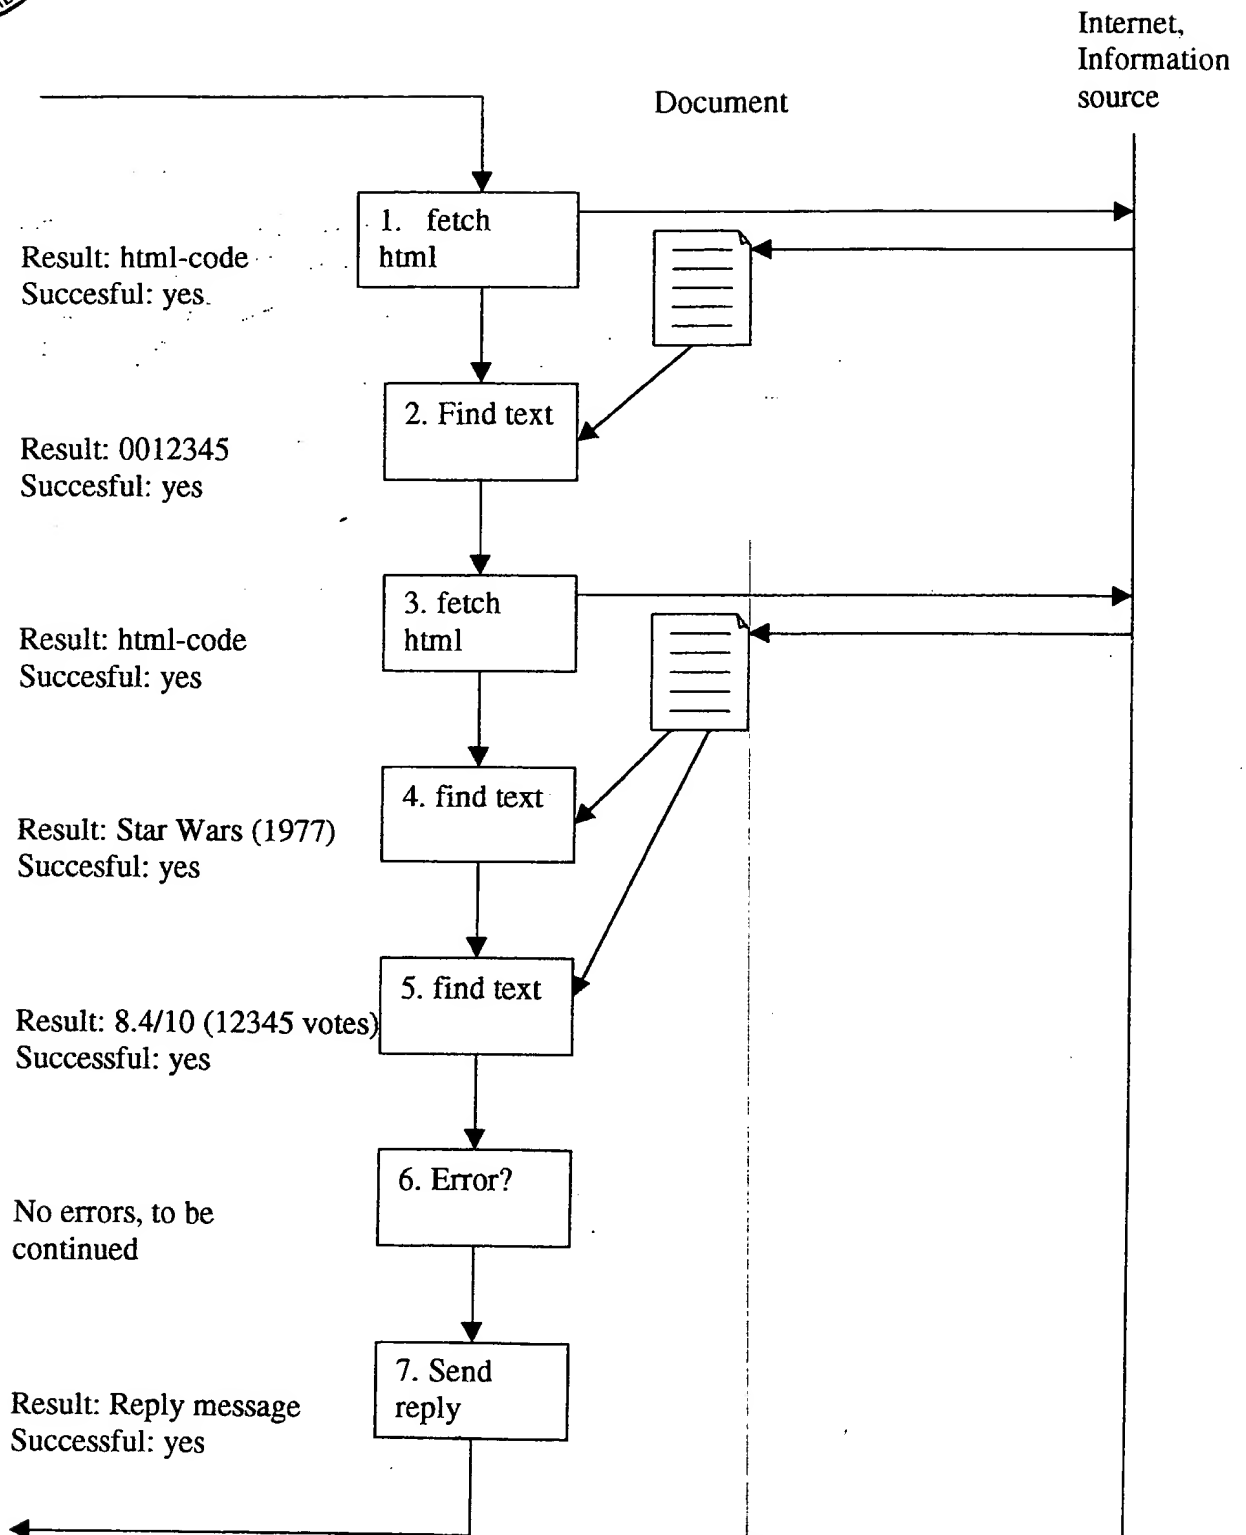 Internet,
Information
source
Document
1. fetch
html
Result: html-code
Succesful: yes
2. Find text
Result: 0012345
Succesful: yes
3. fetch
html
Result: html-code
Succesful: yes
4. find text
Result: Star Wars (1977)
Succesful: yes
5. find text
Result: 8.4/10 (12345 votes)
Successful: yes
6. Error?
No errors, to be
continued
7. Send
reply
Result: Reply message
Successful: yes